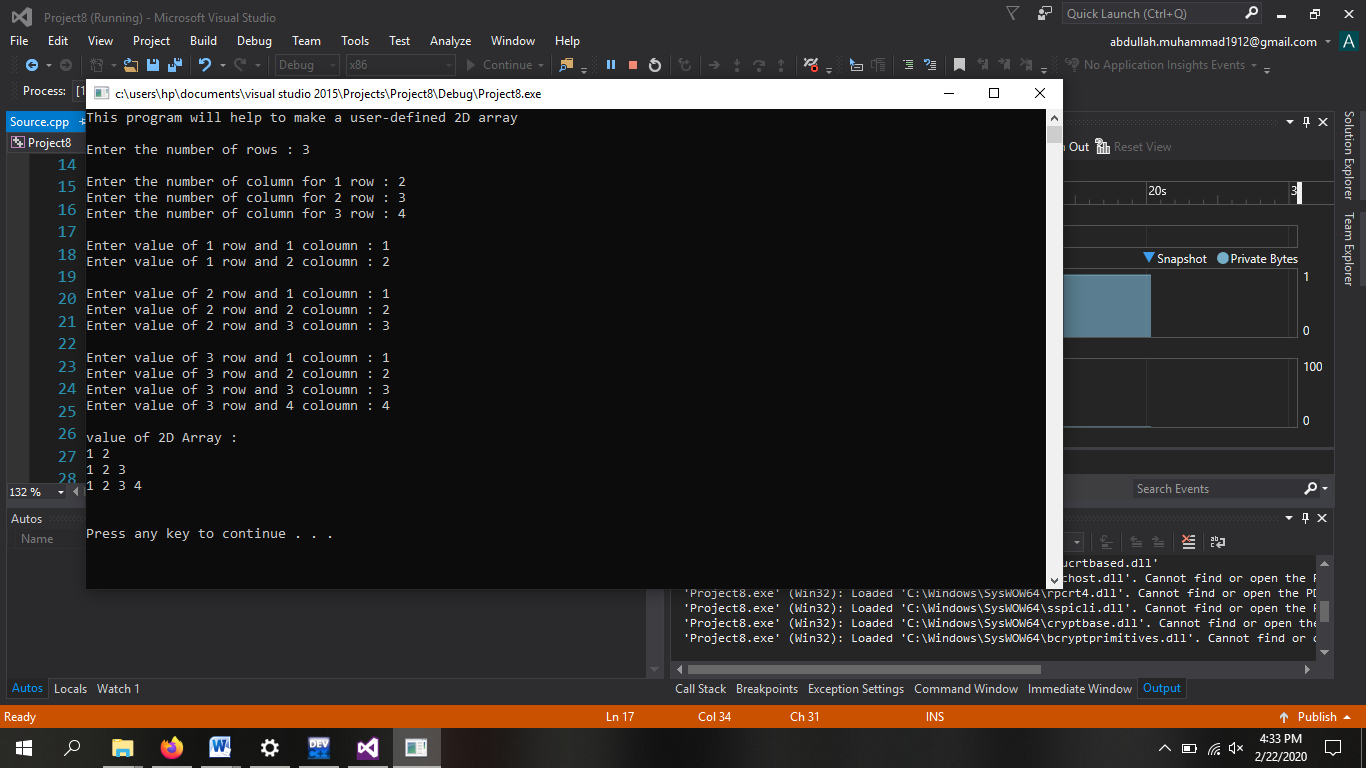 Project8 (Running) - Microsoft Visual Studio
Quick Launch (Ctrl+Q)
File Edit View Project Build Debug Team Tools Test Analyze Window Help
abdullah.muhammad1912@gmail.com
A
Debug x86 Continue
No Application Insights Events
Process: [1
c:\users\hp\documents\visual studio 2015\Projects\Project8\Debug\Project8.exe
Source.cpp
Project8
14
15
16
17
18
19
20
21
22
23
24
25
26
27
28
132 %
This program will help to make a user-defined 2D array
Enter the number of rows : 3
Enter the number of column for 1 row : 2
Enter the number of column for 2 row : 3
Enter the number of column for 3 row : 4
Enter value of 1 row and 1 coloumn : 1
Enter value of 1 row and 2 coloumn : 2
Enter value of 2 row and 1 coloumn : 1
Enter value of 2 row and 2 coloumn : 2
Enter value of 2 row and 3 coloumn : 3
Enter value of 3 row and 1 coloumn : 1
Enter value of 3 row and 2 coloumn : 2
Enter value of 3 row and 3 coloumn : 3
Enter value of 3 row and 4 coloumn : 4
value of 2D Array :
1 2
1 2 3
1 2 3 4
Press any key to continue . . .
Out Reset View
20s 3
Snapshot Private Bytes
1
0
100
0
Search Events
Solution Explorer
Team Explorer
Autos
Name
ucrtbased.dll'
chost.dll'. Cannot find or open the P
'Project8.exe' (Win32): Loaded 'C:\Windows\SysWOW64\rpcrt4.dll'. Cannot find or open the PD
'Project8.exe' (Win32): Loaded 'C:\Windows\SysWOW64\sspicli.dll'. Cannot find or open the P
'Project8.exe' (Win32): Loaded 'C:\Windows\SysWOW64\cryptbase.dll'. Cannot find or open the
'Project8.exe' (Win32): Loaded 'C:\Windows\SysWOW64\bcryptprimitives.dll'. Cannot find or o
Autos Locals Watch 1
Call Stack Breakpoints Exception Settings Command Window Immediate Window Output
Ready
Ln 17 Col 34 Ch 31 INS
Publish
DEV
4:33 PM
2/22/2020